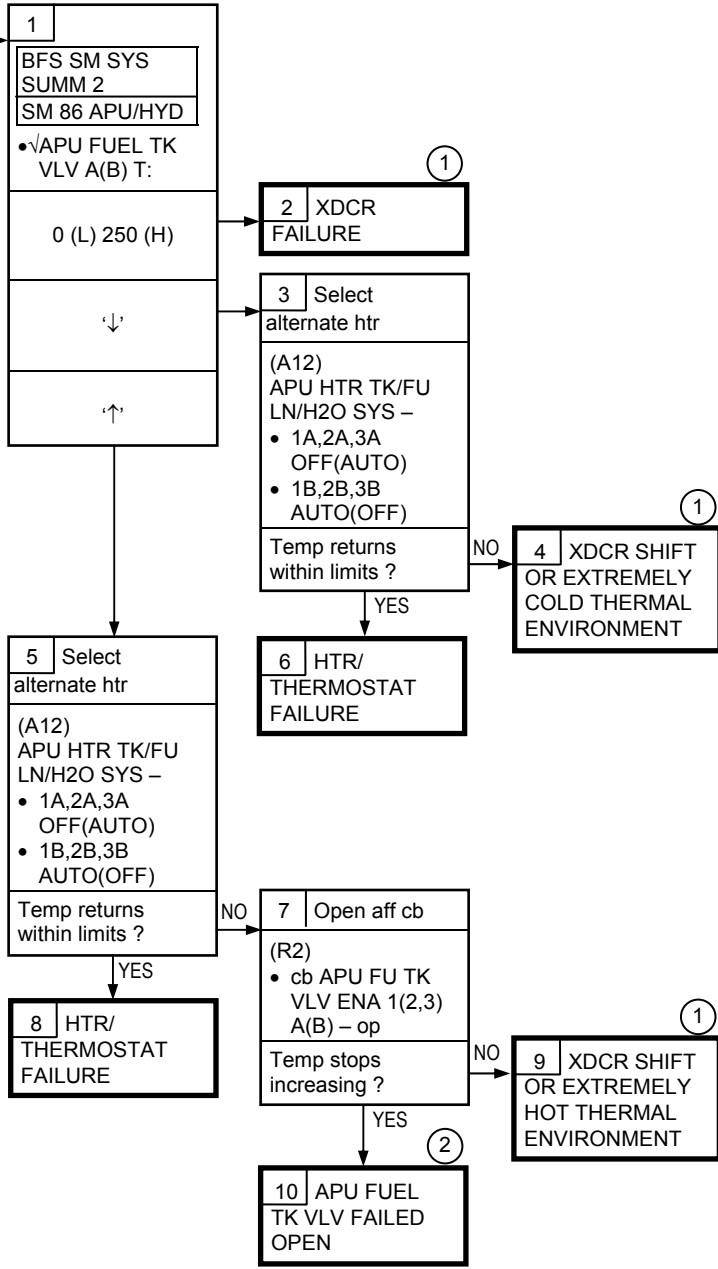 1
BFS SM SYS
SUMM 2
SM 86 APU/HYD
•√APU FUEL TK
VLV A(B) T:
0 (L) 250 (H)
‘↓’
‘↑’
1
2 XDCR
FAILURE
3 Select
alternate htr
(A12)
APU HTR TK/FU
LN/H2O SYS –
• 1A,2A,3A
OFF(AUTO)
• 1B,2B,3B
AUTO(OFF)
Temp returns
within limits ?
NO
YES
1
4 XDCR SHIFT
OR EXTREMELY
COLD THERMAL
ENVIRONMENT
5 Select
alternate htr
(A12)
APU HTR TK/FU
LN/H2O SYS –
• 1A,2A,3A
OFF(AUTO)
• 1B,2B,3B
AUTO(OFF)
Temp returns
within limits ?
NO
YES
6 HTR/
THERMOSTAT
FAILURE
7 Open aff cb
(R2)
• cb APU FU TK
VLV ENA 1(2,3)
A(B) – op
Temp stops
increasing ?
NO
YES
8 HTR/
THERMOSTAT
FAILURE
1
9 XDCR SHIFT
OR EXTREMELY
HOT THERMAL
ENVIRONMENT
2
10 APU FUEL
TK VLV FAILED
OPEN